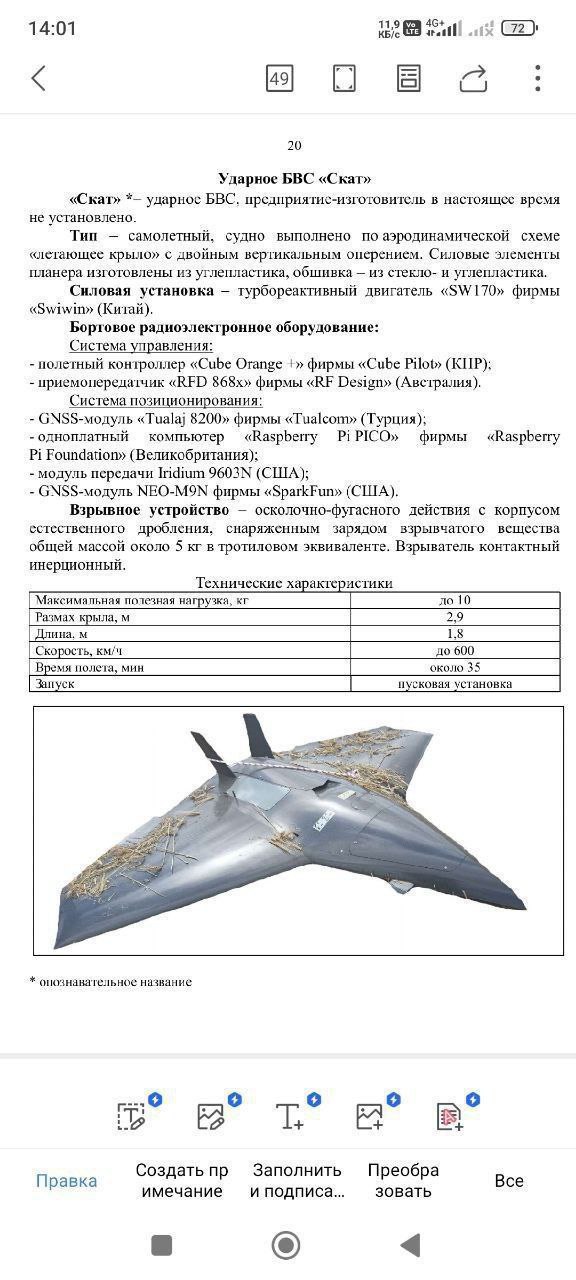 14:01
11,9 КБ/с Vo LTE 4G+ 72
49
20
Ударное БВС «Скат»
«Скат» *– ударное БВС, предприятие-изготовитель в настоящее время
не установлено.
Тип – самолетный, судно выполнено по аэродинамической схеме
«летающее крыло» с двойным вертикальным оперением. Силовые элементы
планера изготовлены из углепластика, обшивка – из стекло- и углепластика.
Силовая установка – турбореактивный двигатель «SW170» фирмы
«Swiwin» (Китай).
Бортовое радиоэлектронное оборудование:
Система управления:
- полетный контроллер «Cube Orange +» фирмы «Cube Pilot» (КНР);
- приемопередатчик «RFD 868x» фирмы «RF Design» (Австралия).
Система позиционирования:
- GNSS-модуль «Tualaj 8200» фирмы «Tualcom» (Турция);
- одноплатный компьютер «Raspberry Pi PICO» фирмы «Raspberry
Pi Foundation» (Великобритания);
- модуль передачи Iridium 9603N (США);
- GNSS-модуль NEO-M9N фирмы «SparkFun» (США).
Взрывное устройство – осколочно-фугасного действия с корпусом
естественного дробления, снаряженным зарядом взрывчатого вещества
общей массой около 5 кг в тротиловом эквиваленте. Взрыватель контактный
инерционный.
Технические характеристики
Максимальная полезная нагрузка, кг до 10
Размах крыла, м 2,9
Длина, м 1,8
Скорость, км/ч до 600
Время полета, мин около 35
Запуск пусковая установка
* опознавательное название
Правка
Создать пр
имечание
Заполнить
и подписа...
Преобра
зовать
Все